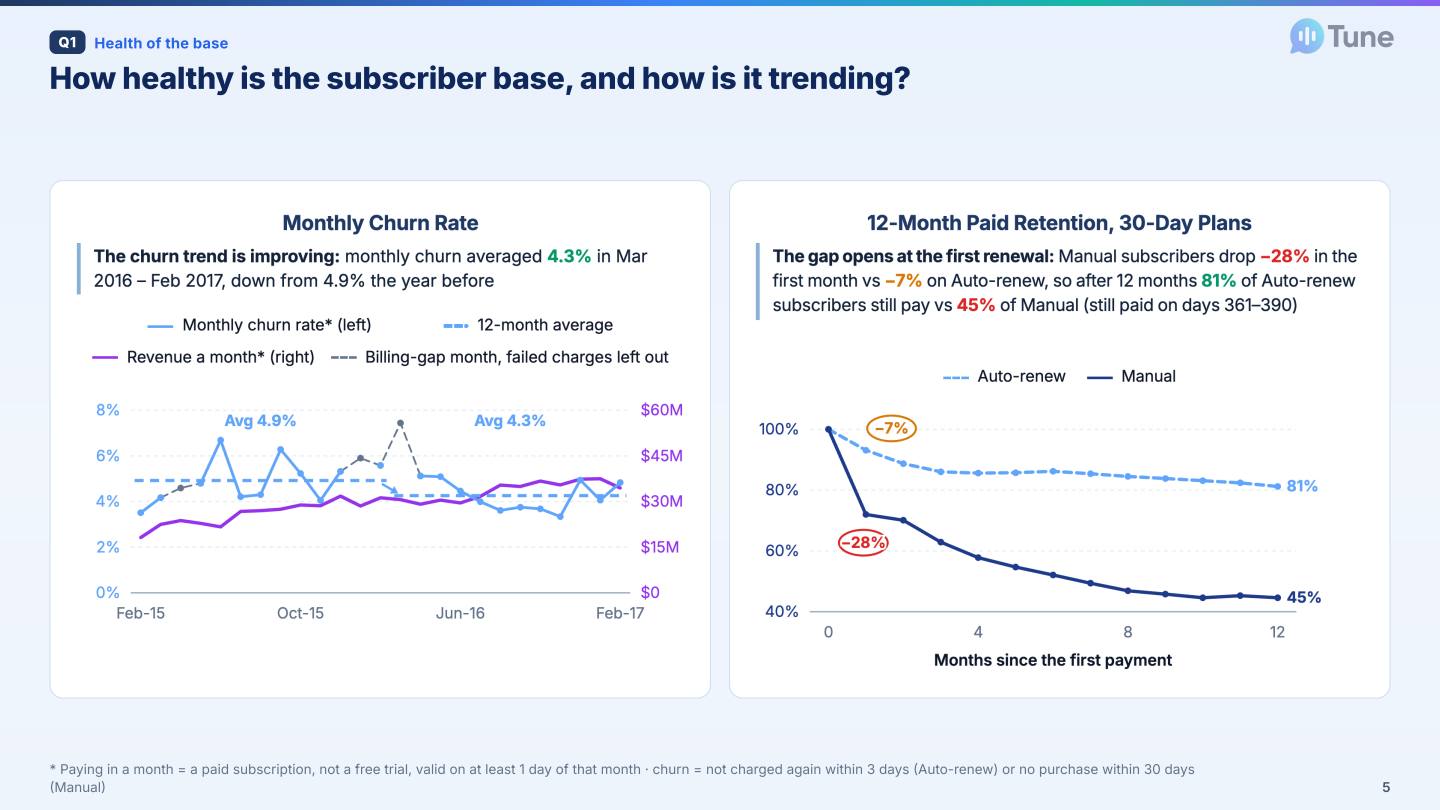 Q1 Health of the base
Tune
How healthy is the subscriber base, and how is it trending?
Monthly Churn Rate
The churn trend is improving: monthly churn averaged 4.3% in Mar
2016 – Feb 2017, down from 4.9% the year before
Monthly churn rate* (left) 12-month average
Revenue a month* (right) Billing-gap month, failed charges left out
8% Avg 4.9% Avg 4.3% $60M
6% $45M
4% $30M
2% $15M
0% $0
Feb-15 Oct-15 Jun-16 Feb-17
12-Month Paid Retention, 30-Day Plans
The gap opens at the first renewal: Manual subscribers drop −28% in the
first month vs −7% on Auto-renew, so after 12 months 81% of Auto-renew
subscribers still pay vs 45% of Manual (still paid on days 361–390)
Auto-renew Manual
100% −7%
80% 81%
−28%
60%
45%
40%
0 4 8 12
Months since the first payment
* Paying in a month = a paid subscription, not a free trial, valid on at least 1 day of that month · churn = not charged again within 3 days (Auto-renew) or no purchase within 30 days
(Manual)
5